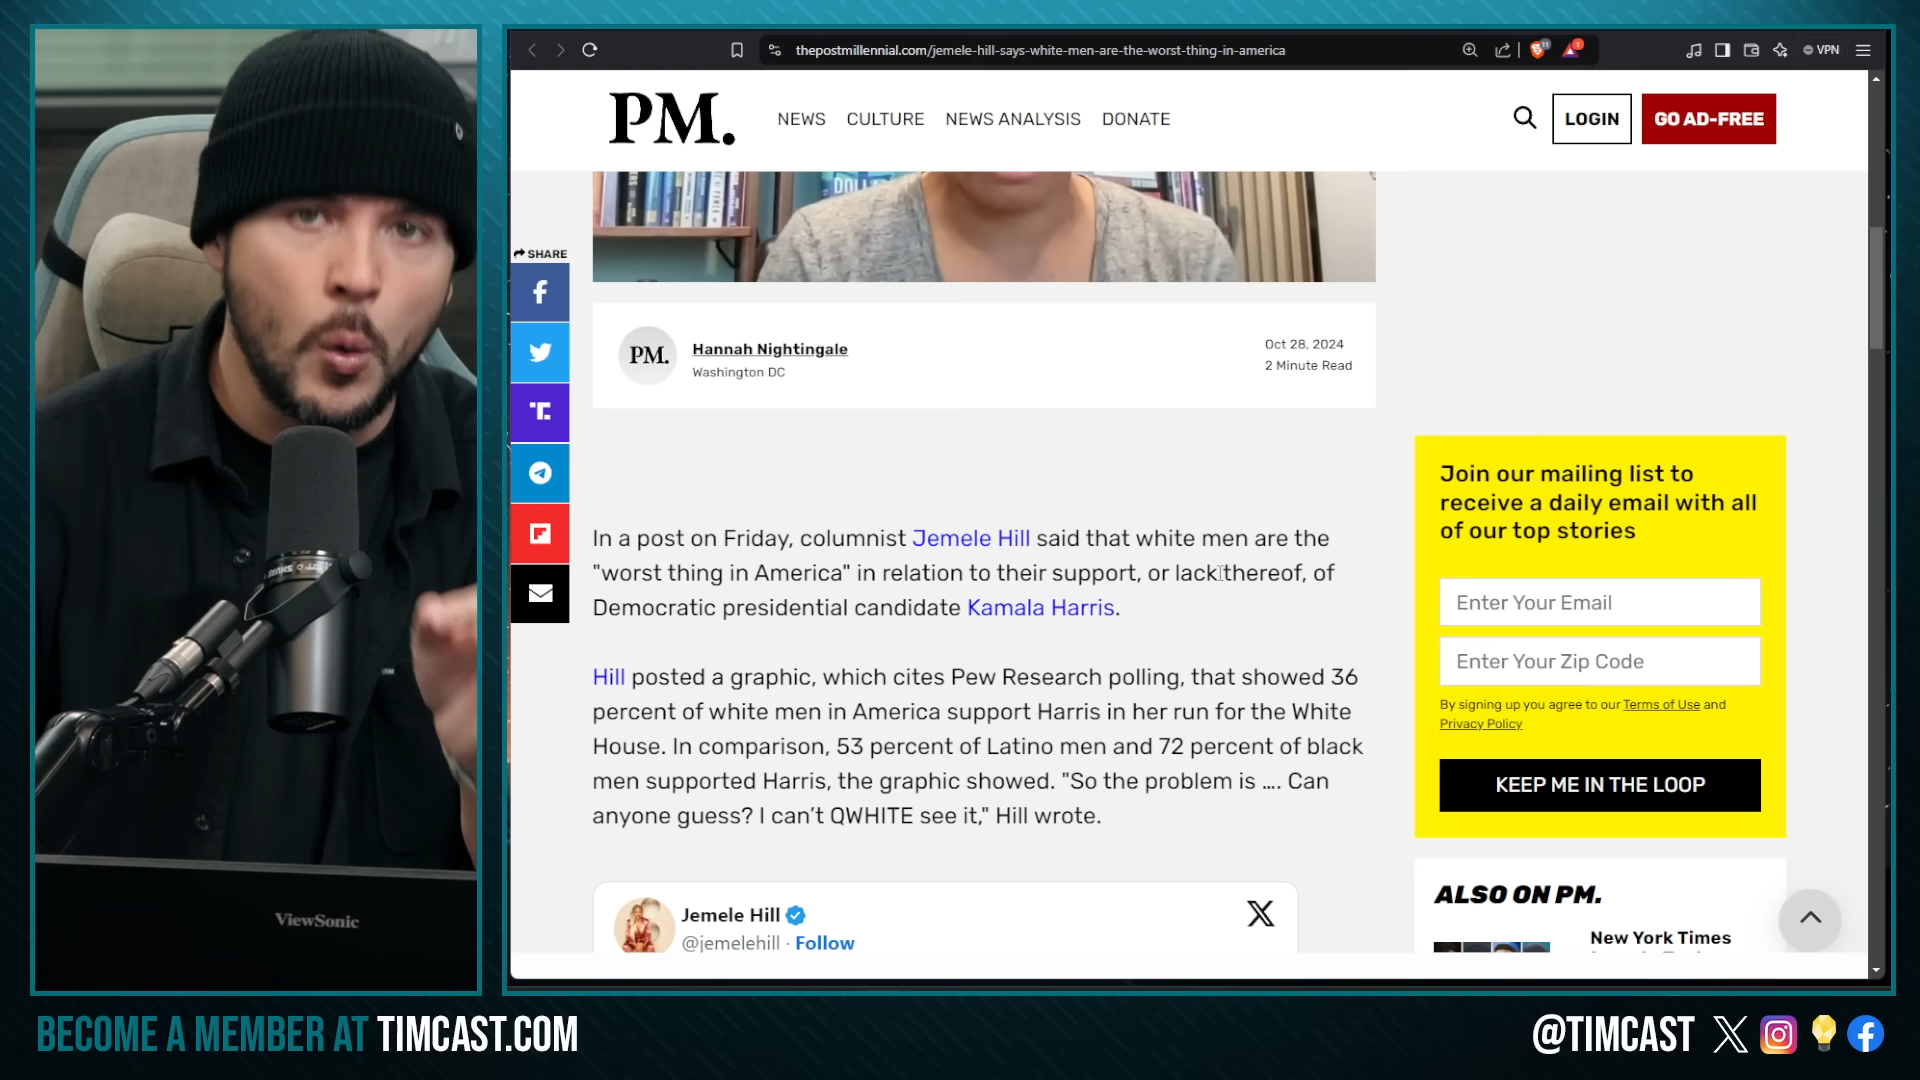 thepostmillennial.com/jemele-hill-says-white-men-are-the-worst-thing-in-america
VPN
PM.
NEWS CULTURE NEWS ANALYSIS DONATE
LOGIN
GO AD-FREE
SHARE
PM.
Hannah Nightingale
Washington DC
Oct 28, 2024
2 Minute Read
In a post on Friday, columnist Jemele Hill said that white men are the
"worst thing in America" in relation to their support, or lack thereof, of
Democratic presidential candidate Kamala Harris.
Hill posted a graphic, which cites Pew Research polling, that showed 36
percent of white men in America support Harris in her run for the White
House. In comparison, 53 percent of Latino men and 72 percent of black
men supported Harris, the graphic showed. "So the problem is .... Can
anyone guess? I can't QWHITE see it," Hill wrote.
Jemele Hill
@jemelehill · Follow
Join our mailing list to
receive a daily email with all
of our top stories
Enter Your Email
Enter Your Zip Code
By signing up you agree to our Terms of Use and
Privacy Policy
KEEP ME IN THE LOOP
ALSO ON PM.
New York Times
SHURE
ViewSonic
BECOME A MEMBER AT TIMCAST.COM
@TIMCAST